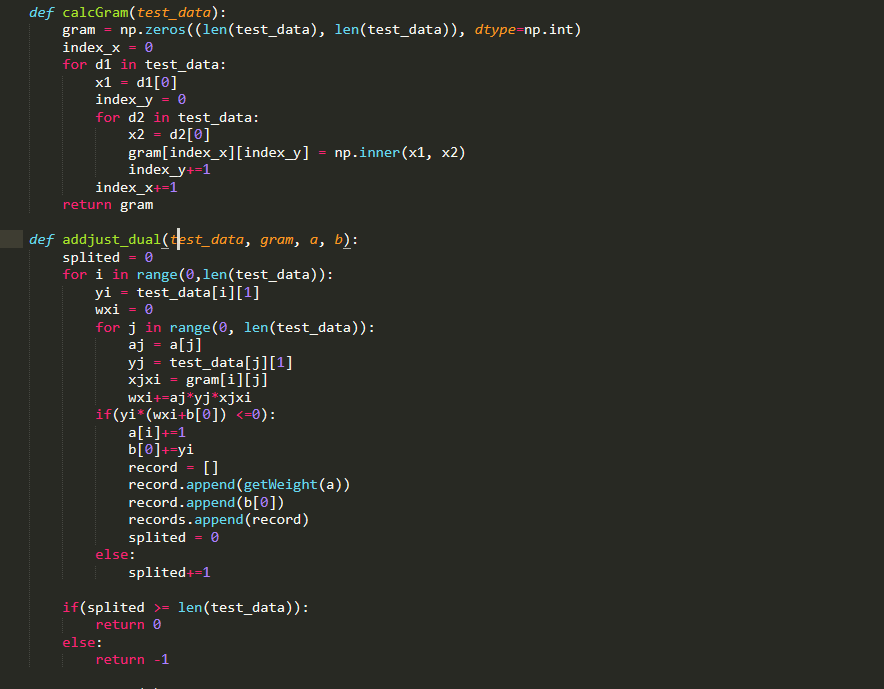 def calcGram(test_data):
    gram = np.zeros((len(test_data), len(test_data)), dtype=np.int)
    index_x = 0
    for d1 in test_data:
        x1 = d1[0]
        index_y = 0
        for d2 in test_data:
            x2 = d2[0]
            gram[index_x][index_y] = np.inner(x1, x2)
            index_y+=1
        index_x+=1
    return gram

def addjust_dual(test_data, gram, a, b):
    splited = 0
    for i in range(0,len(test_data)):
        yi = test_data[i][1]
        wxi = 0
        for j in range(0, len(test_data)):
            aj = a[j]
            yj = test_data[j][1]
            xjxi = gram[i][j]
            wxi+=aj*yj*xjxi
        if(yi*(wxi+b[0]) <=0):
            a[i]+=1
            b[0]+=yi
            record = []
            record.append(getWeight(a))
            record.append(b[0])
            records.append(record)
            splited = 0
        else:
            splited+=1

    if(splited >= len(test_data)):
        return 0
    else:
        return -1